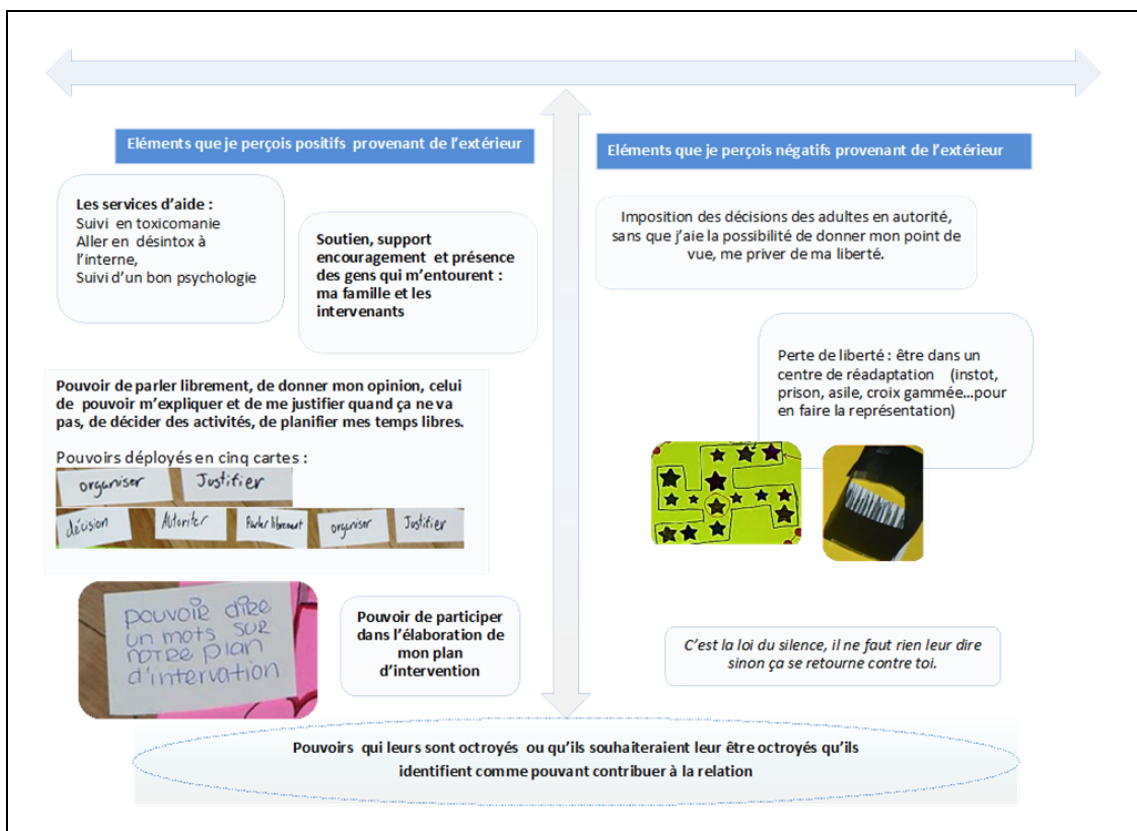 Eléments que je perçois positifs provenant de l'extérieur
Les services d'aide :
Suivi en toxicomanie
Aller en désintox à
l'interne,
Suivi d'un bon psychologie
Soutien, support
encouragement et présence
des gens qui m'entourent :
ma famille et les
intervenants
Pouvoir de parler librement, de donner mon opinion, celui
de pouvoir m'expliquer et de me justifier quand ça ne va
pas, de décider des activités, de planifier mes temps libres.
Pouvoirs déployés en cinq cartes :
organiser Justifier
décision Autoriter Parler librement organiser Justifier
POUVOIR DIRE
UN MOTS SUR
NOTRE PLAN
D'INTERVATION
Pouvoir de participer
dans l'élaboration de
mon plan
d'intervention
Eléments que je perçois négatifs provenant de l'extérieur
Imposition des décisions des adultes en autorité,
sans que j'aie la possibilité de donner mon point de
vue, me priver de ma liberté.
Perte de liberté : être dans un
centre de réadaptation (instot,
prison, asile, croix gammée...pour
en faire la représentation)
C'est la loi du silence, il ne faut rien leur dire
sinon ça se retourne contre toi.
Pouvoirs qui leurs sont octroyés ou qu'ils souhaiteraient leur être octroyés qu'ils
identifient comme pouvant contribuer à la relation